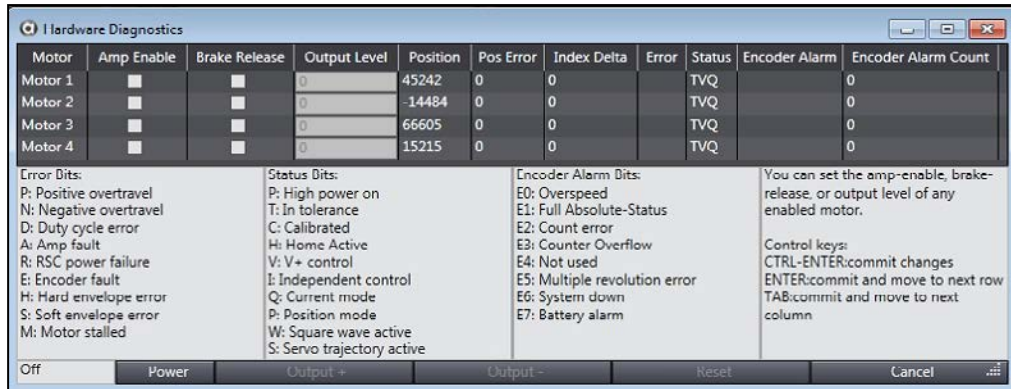 Hardware Diagnostics
Motor Amp Enable Brake Release Output Level Position Pos Error Index Delta Error Status Encoder Alarm Encoder Alarm Count
Motor 1 0 45242 0 0 TVQ 0
Motor 2 0 -14484 0 0 TVQ 0
Motor 3 0 66605 0 0 TVQ 0
Motor 4 0 15215 0 0 TVQ 0
Error Bits:
P: Positive overtravel
N: Negative overtravel
D: Duty cycle error
A: Amp fault
R: RSC power failure
E: Encoder fault
H: Hard envelope error
S: Soft envelope error
M: Motor stalled
Status Bits:
P: High power on
T: In tolerance
C: Calibrated
H: Home Active
V: V+ control
I: Independent control
Q: Current mode
P: Position mode
W: Square wave active
S: Servo trajectory active
Encoder Alarm Bits:
E0: Overspeed
E1: Full Absolute-Status
E2: Count error
E3: Counter Overflow
E4: Not used
E5: Multiple revolution error
E6: System down
E7: Battery alarm
You can set the amp-enable, brake-
release, or output level of any
enabled motor.
Control keys:
CTRL-ENTER:commit changes
ENTER:commit and move to next row
TAB:commit and move to next
column
Off Power Output + Output - Reset Cancel